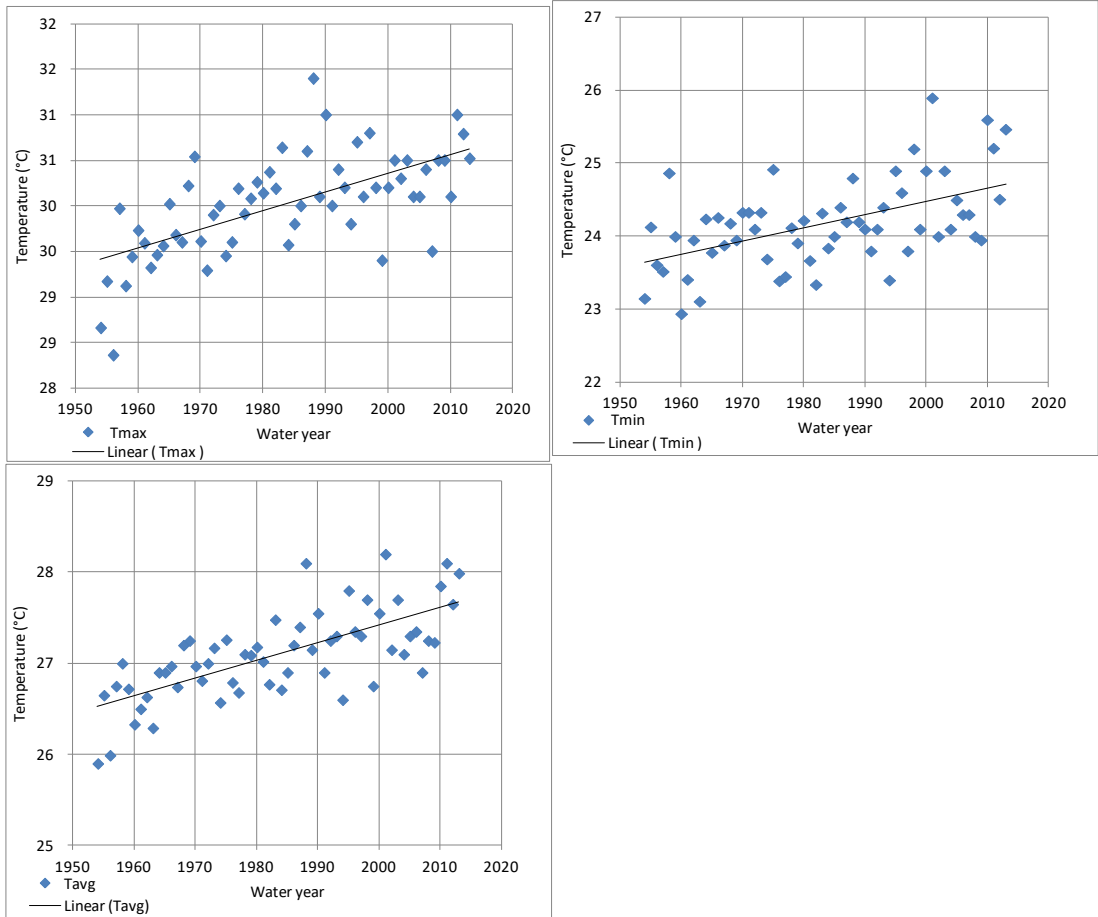 32
32
31
31
30
30
29
29
28
Temperature (°C)
1950 1960 1970 1980 1990 2000 2010 2020
Water year
Tmax
Linear ( Tmax )
27
26
25
24
23
22
Temperature (°C)
1950 1960 1970 1980 1990 2000 2010 2020
Water year
Tmin
Linear ( Tmin )
29
28
27
26
25
Temperature (°C)
1950 1960 1970 1980 1990 2000 2010 2020
Water year
Tavg
Linear (Tavg)